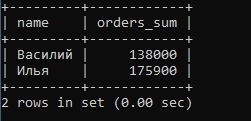 +---------+------------+
| name    | orders_sum |
+---------+------------+
| Василий |     138000 |
| Илья    |     175900 |
+---------+------------+
2 rows in set (0.00 sec)